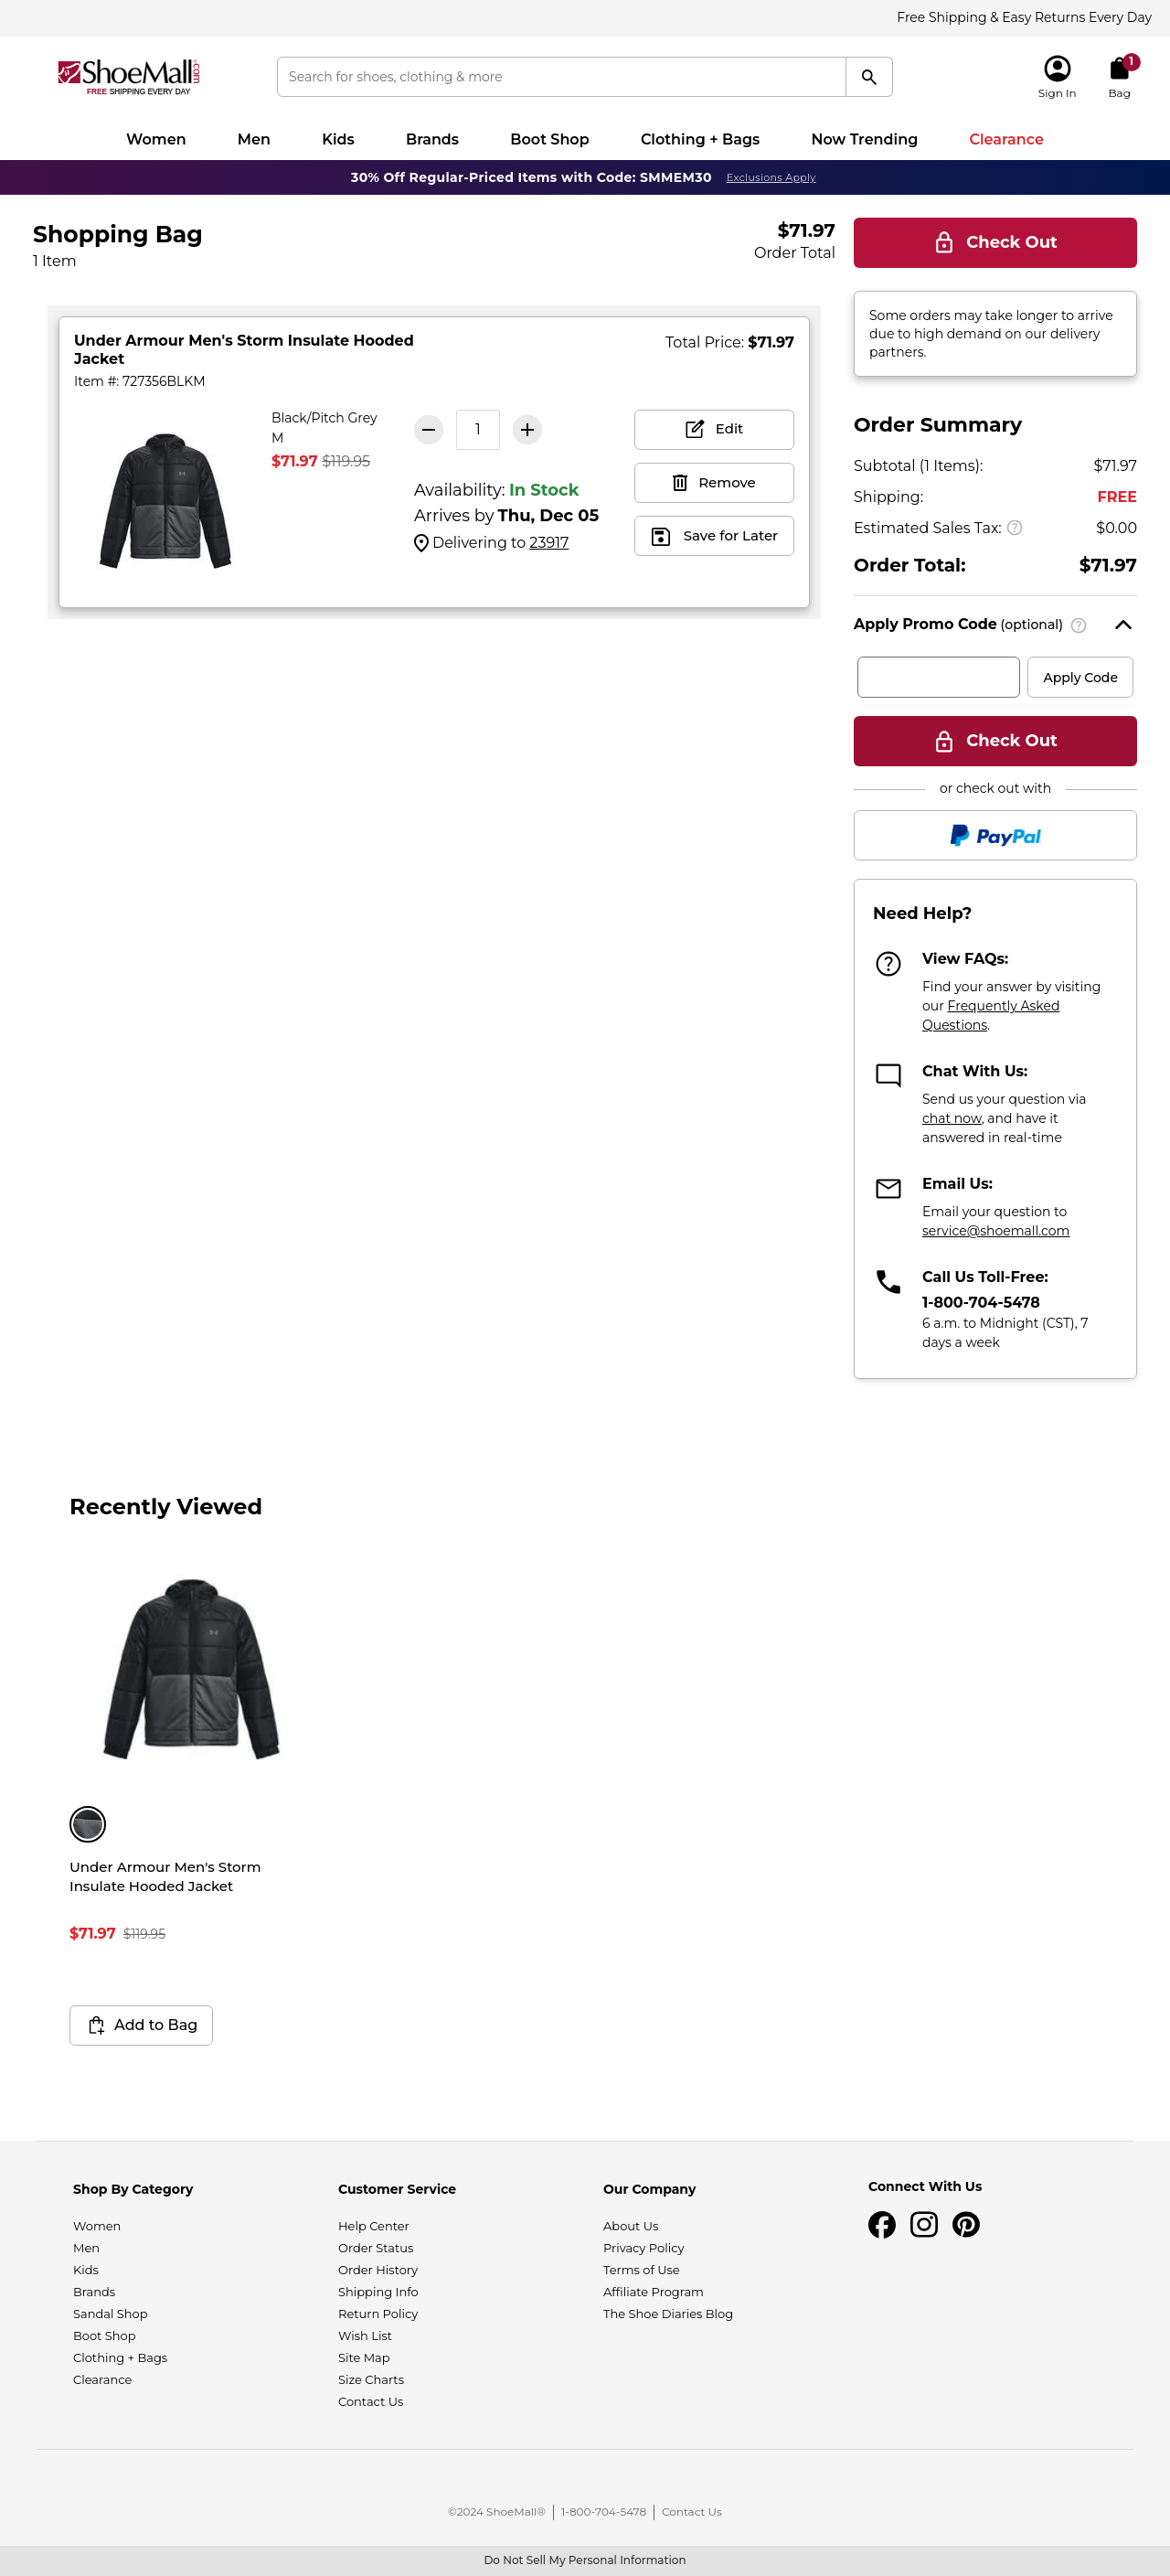 Free Shipping & Easy Returns Every Day
ShoeMall.com
FREE SHIPPING EVERY DAY
Search for shoes, clothing & more
Sign In
1
Bag
Women Men Kids Brands Boot Shop Clothing + Bags Now Trending Clearance
30% Off Regular-Priced Items with Code: SMMEM30 Exclusions Apply
Shopping Bag
1 Item
$71.97
Order Total
Check Out
Under Armour Men's Storm Insulate Hooded
Jacket
Item #: 727356BLKM
Total Price: $71.97
Black/Pitch Grey
M
$71.97 $119.95
1
Availability: In Stock
Arrives by Thu, Dec 05
Delivering to 23917
Edit
Remove
Save for Later
Some orders may take longer to arrive
due to high demand on our delivery
partners.
Order Summary
Subtotal (1 Items): $71.97
Shipping: FREE
Estimated Sales Tax: ? $0.00
Order Total: $71.97
Apply Promo Code (optional) ?
Apply Code
Check Out
or check out with
PayPal
Need Help?
View FAQs:
Find your answer by visiting
our Frequently Asked
Questions.
Chat With Us:
Send us your question via
chat now, and have it
answered in real-time
Email Us:
Email your question to
service@shoemall.com
Call Us Toll-Free:
1-800-704-5478
6 a.m. to Midnight (CST), 7
days a week
Recently Viewed
Under Armour Men's Storm
Insulate Hooded Jacket
$71.97 $119.95
Add to Bag
Shop By Category
Women
Men
Kids
Brands
Sandal Shop
Boot Shop
Clothing + Bags
Clearance
Customer Service
Help Center
Order Status
Order History
Shipping Info
Return Policy
Wish List
Site Map
Size Charts
Contact Us
Our Company
About Us
Privacy Policy
Terms of Use
Affiliate Program
The Shoe Diaries Blog
Connect With Us
©2024 ShoeMall® | 1-800-704-5478 | Contact Us
Do Not Sell My Personal Information